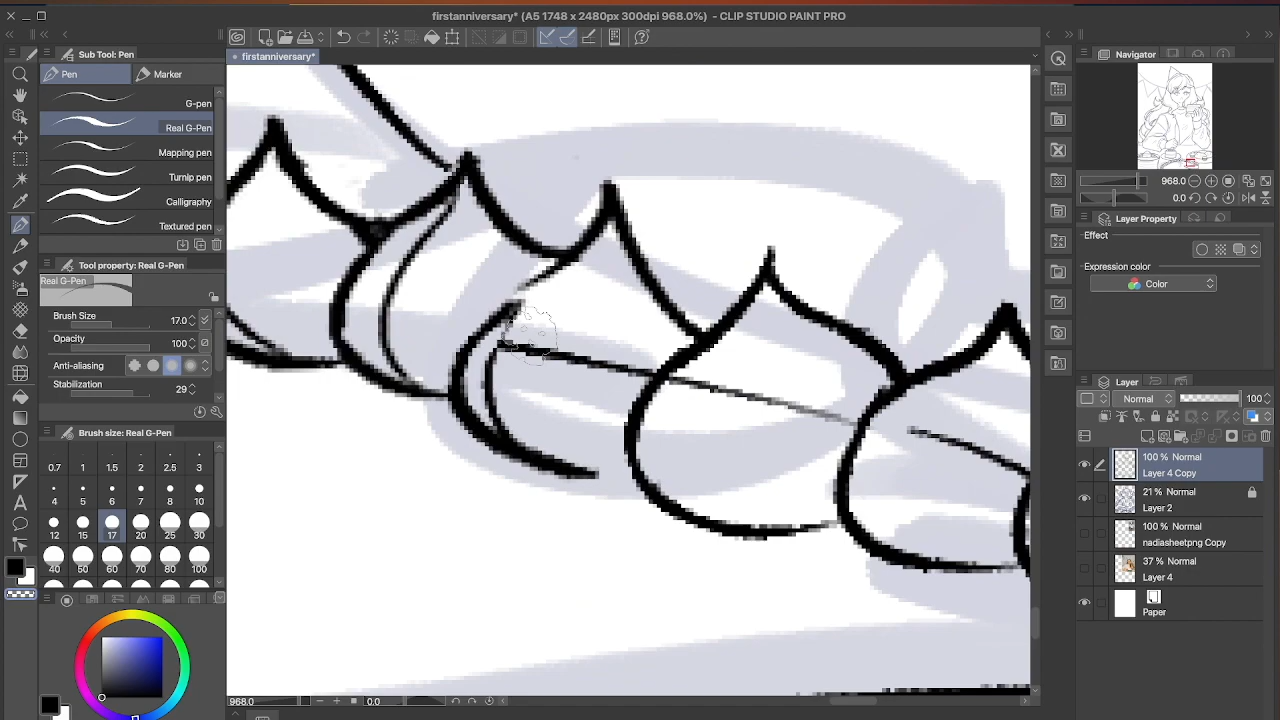 firstanniversary* (A5 1748 x 2480px 300dpi 968.0%) - CLIP STUDIO PAINT PRO
Sub Tool: Pen
firstanniversary*
Navigator
Pen
Marker
G-pen
Real G-Pen
Mapping pen
Turnip pen
Calligraphy
Textured pen
Tool property: Real G-Pen
Real G-Pen
Brush Size 17.0
Opacity 100
Anti-aliasing
Stabilization 29
Brush size: Real G-Pen
0.7 1 1.5 2 2.5 3
4 5 6 7 8 10
12 15 17 20 25 30
40 50 60 70 80 100
968.0
0.0
968.0
0.0
Layer Property
Effect
Expression color
Color
Layer
Normal 100
100 % Normal
Layer 4 Copy
21 % Normal
Layer 2
100 % Normal
nadiasheetpng Copy
37 % Normal
Layer 4
Paper